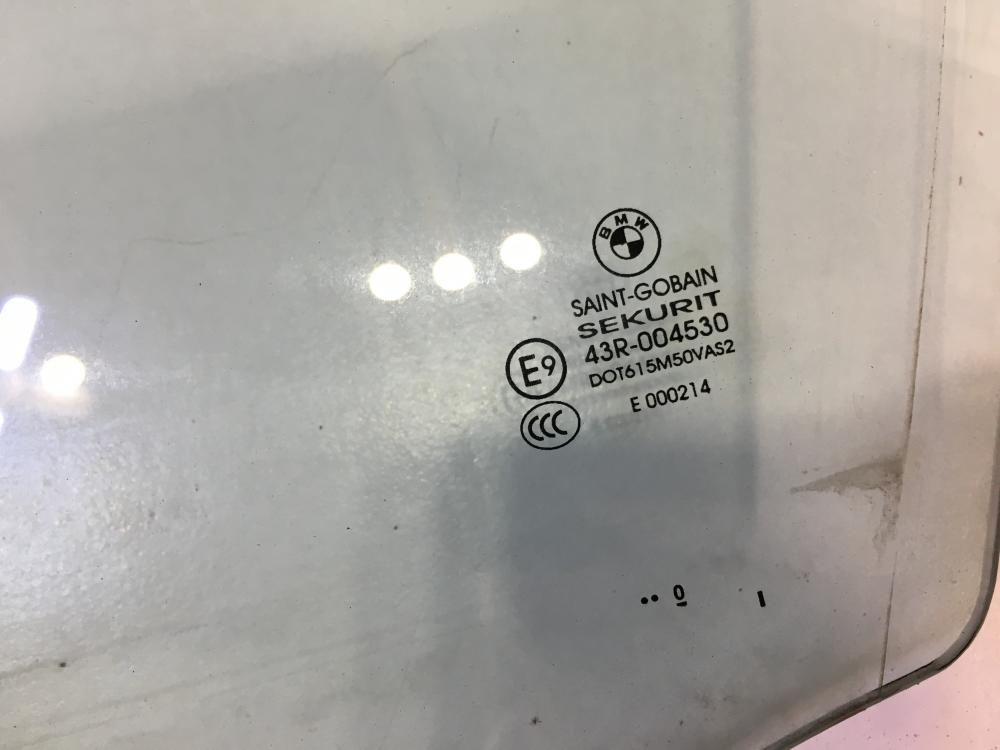 BMW
SAINT-GOBAIN
SEKURIT
43R-004530
E9
DOT615M50VAS2
CCC
E 000214
.. 0 I